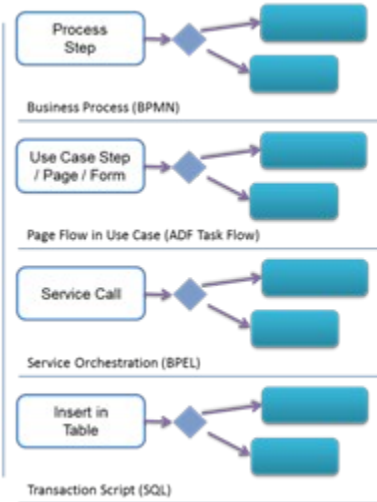 Process
Step
Business Process (BPMN)
Use Case Step
/ Page / Form
Page Flow in Use Case (ADF Task Flow)
Service Call
Service Orchestration (BPEL)
Insert in
Table
Transaction Script (SQL)